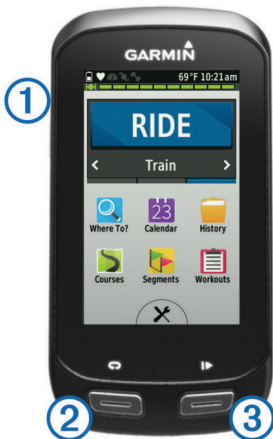 GARMIN
69°F 10:21am
1
RIDE
Train
23
Where To? Calendar History
Courses Segments Workouts
2 3